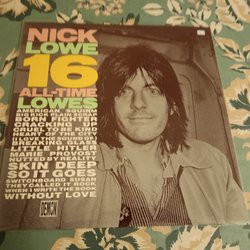 NICK
LOWE
16
ALL-TIME
LOWES
AMERICAN SQUIRM
BIG KICK PLAIN SCRAP
BORN FIGHTER
CRACKING UP
CRUEL TO BE KIND
HEART OF THE CITY
I LOVE THE SOUND OF
BREAKING GLASS
LITTLE HITLER
MARIE PROVOST
NUTTED BY REALITY
SKIN DEEP
SO IT GOES
SWITCHBOARD SUSAN
THEY CALLED IT ROCK
WHEN I WRITE THE BOOK
WITHOUT LOVE
DEMON